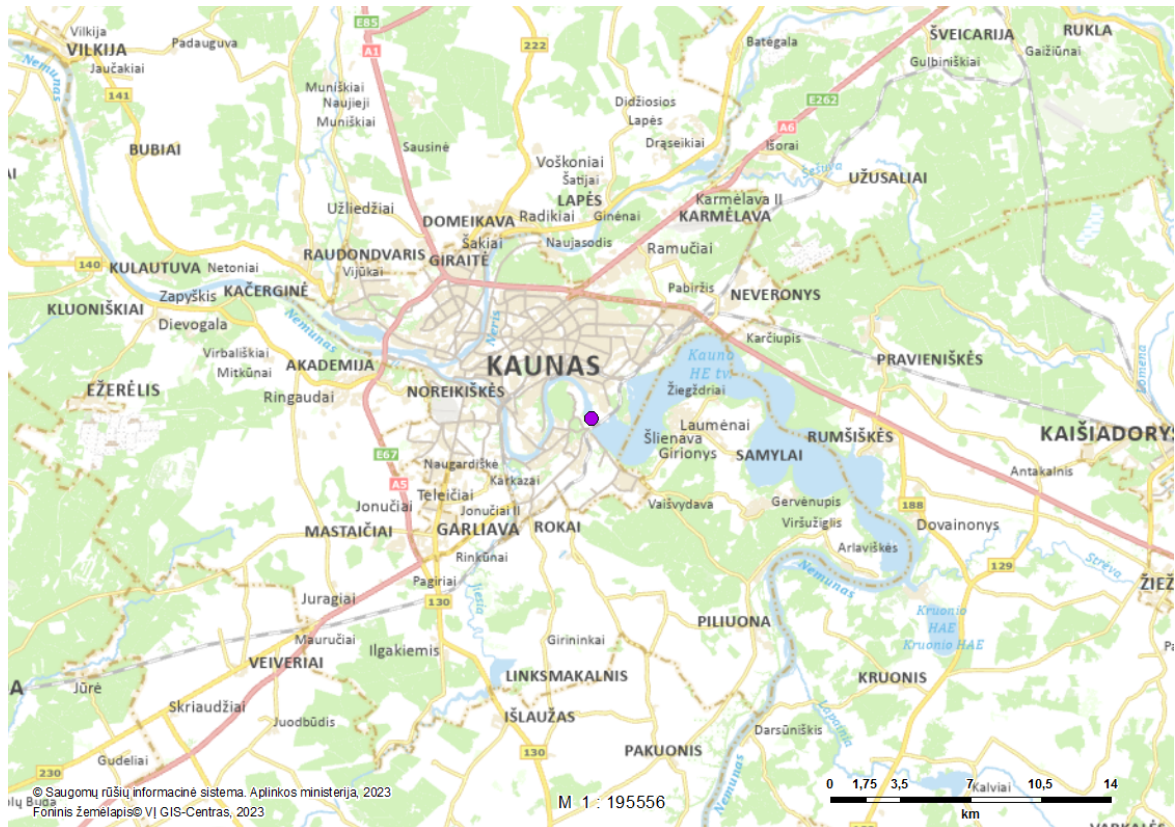 Vilkija
VILKIJA
Padauguva
E85
A1
222
Batėgala
ŠVEICARIJA
RUKLA
Gaižiūnai
Gulbiniškiai
Jaučakiai
Nemunas
141
Muniškiai
Naujieji
Muniškiai
Didžiosios
Lapės
Drąseikiai
E262
A6
Išorai
Šešuva
BUBIAI
Sausinė
Voškoniai
Šatijai
LAPĖS
UŽUSALIAI
Užliedžiai
DOMEIKAVA
Radikiai
Ginėnai
Karmėlava II
KARMĖLAVA
Šakiai
Naujasodis
Ramučiai
RAUDONDVARIS
GIRAITĖ
Vijūkai
140
KULAUTUVA
Netoniai
Zapyškis
KAČERGINĖ
KLUONIŠKIAI
Dievogala
Nemunas
Neris
Pabiržis
NEVERONYS
Karčiupis
Virbališkiai
Mitkūnai
AKADEMIJA
KAUNAS
Kauno
HE tv.
PRAVIENIŠKĖS
Lomena
EŽERĖLIS
Ringaudai
NOREIKIŠKĖS
Žiegždriai
Laumėnai
Šlienava
Girionys
SAMYLAI
RUMŠIŠKĖS
KAIŠIADORYS
E67
A5
Naugardiškė
Karkazai
Antakalnis
Teleičiai
Jonučiai
Jonučiai II
Vaišvydava
Gervėnupis
188
MASTAIČIAI
GARLIAVA
ROKAI
Viršužiglis
Dovainonys
Rinkūnai
Arlaviškės
129
Strėva
Pagiriai
130
Jiesia
Nemunas
ŽIEŽ
Juragiai
PILIUONA
Kruonio
HAE
Kruonio HAE
Mauručiai
Ilgakiemis
Girininkai
VEIVERIAI
LINKSMAKALNIS
KRUONIS
Jūrė
Skriaudžiai
Juodbūdis
IŠLAUŽAS
Lapainia
Darsūniškis
130
PAKUONIS
Gudeliai
230
Nemunas
Kalviai
VARKALĖS
© Saugomų rūšių informacinė sistema. Aplinkos ministerija, 2023
Foninis žemėlapis© VĮ GIS-Centras, 2023
M 1 : 195556
0 1,75 3,5 7 10,5 14
km